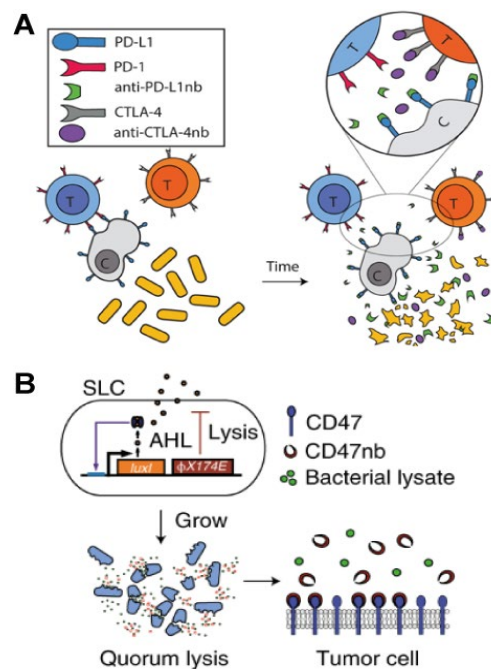 A
PD-L1
PD-1
anti-PD-L1nb
CTLA-4
anti-CTLA-4nb
T
T
C
Time
T
T
C
T
T
C
B
SLC
AHL
Lysis
luxI
ϕX174E
CD47
CD47nb
Bacterial lysate
Grow
Quorum lysis
Tumor cell